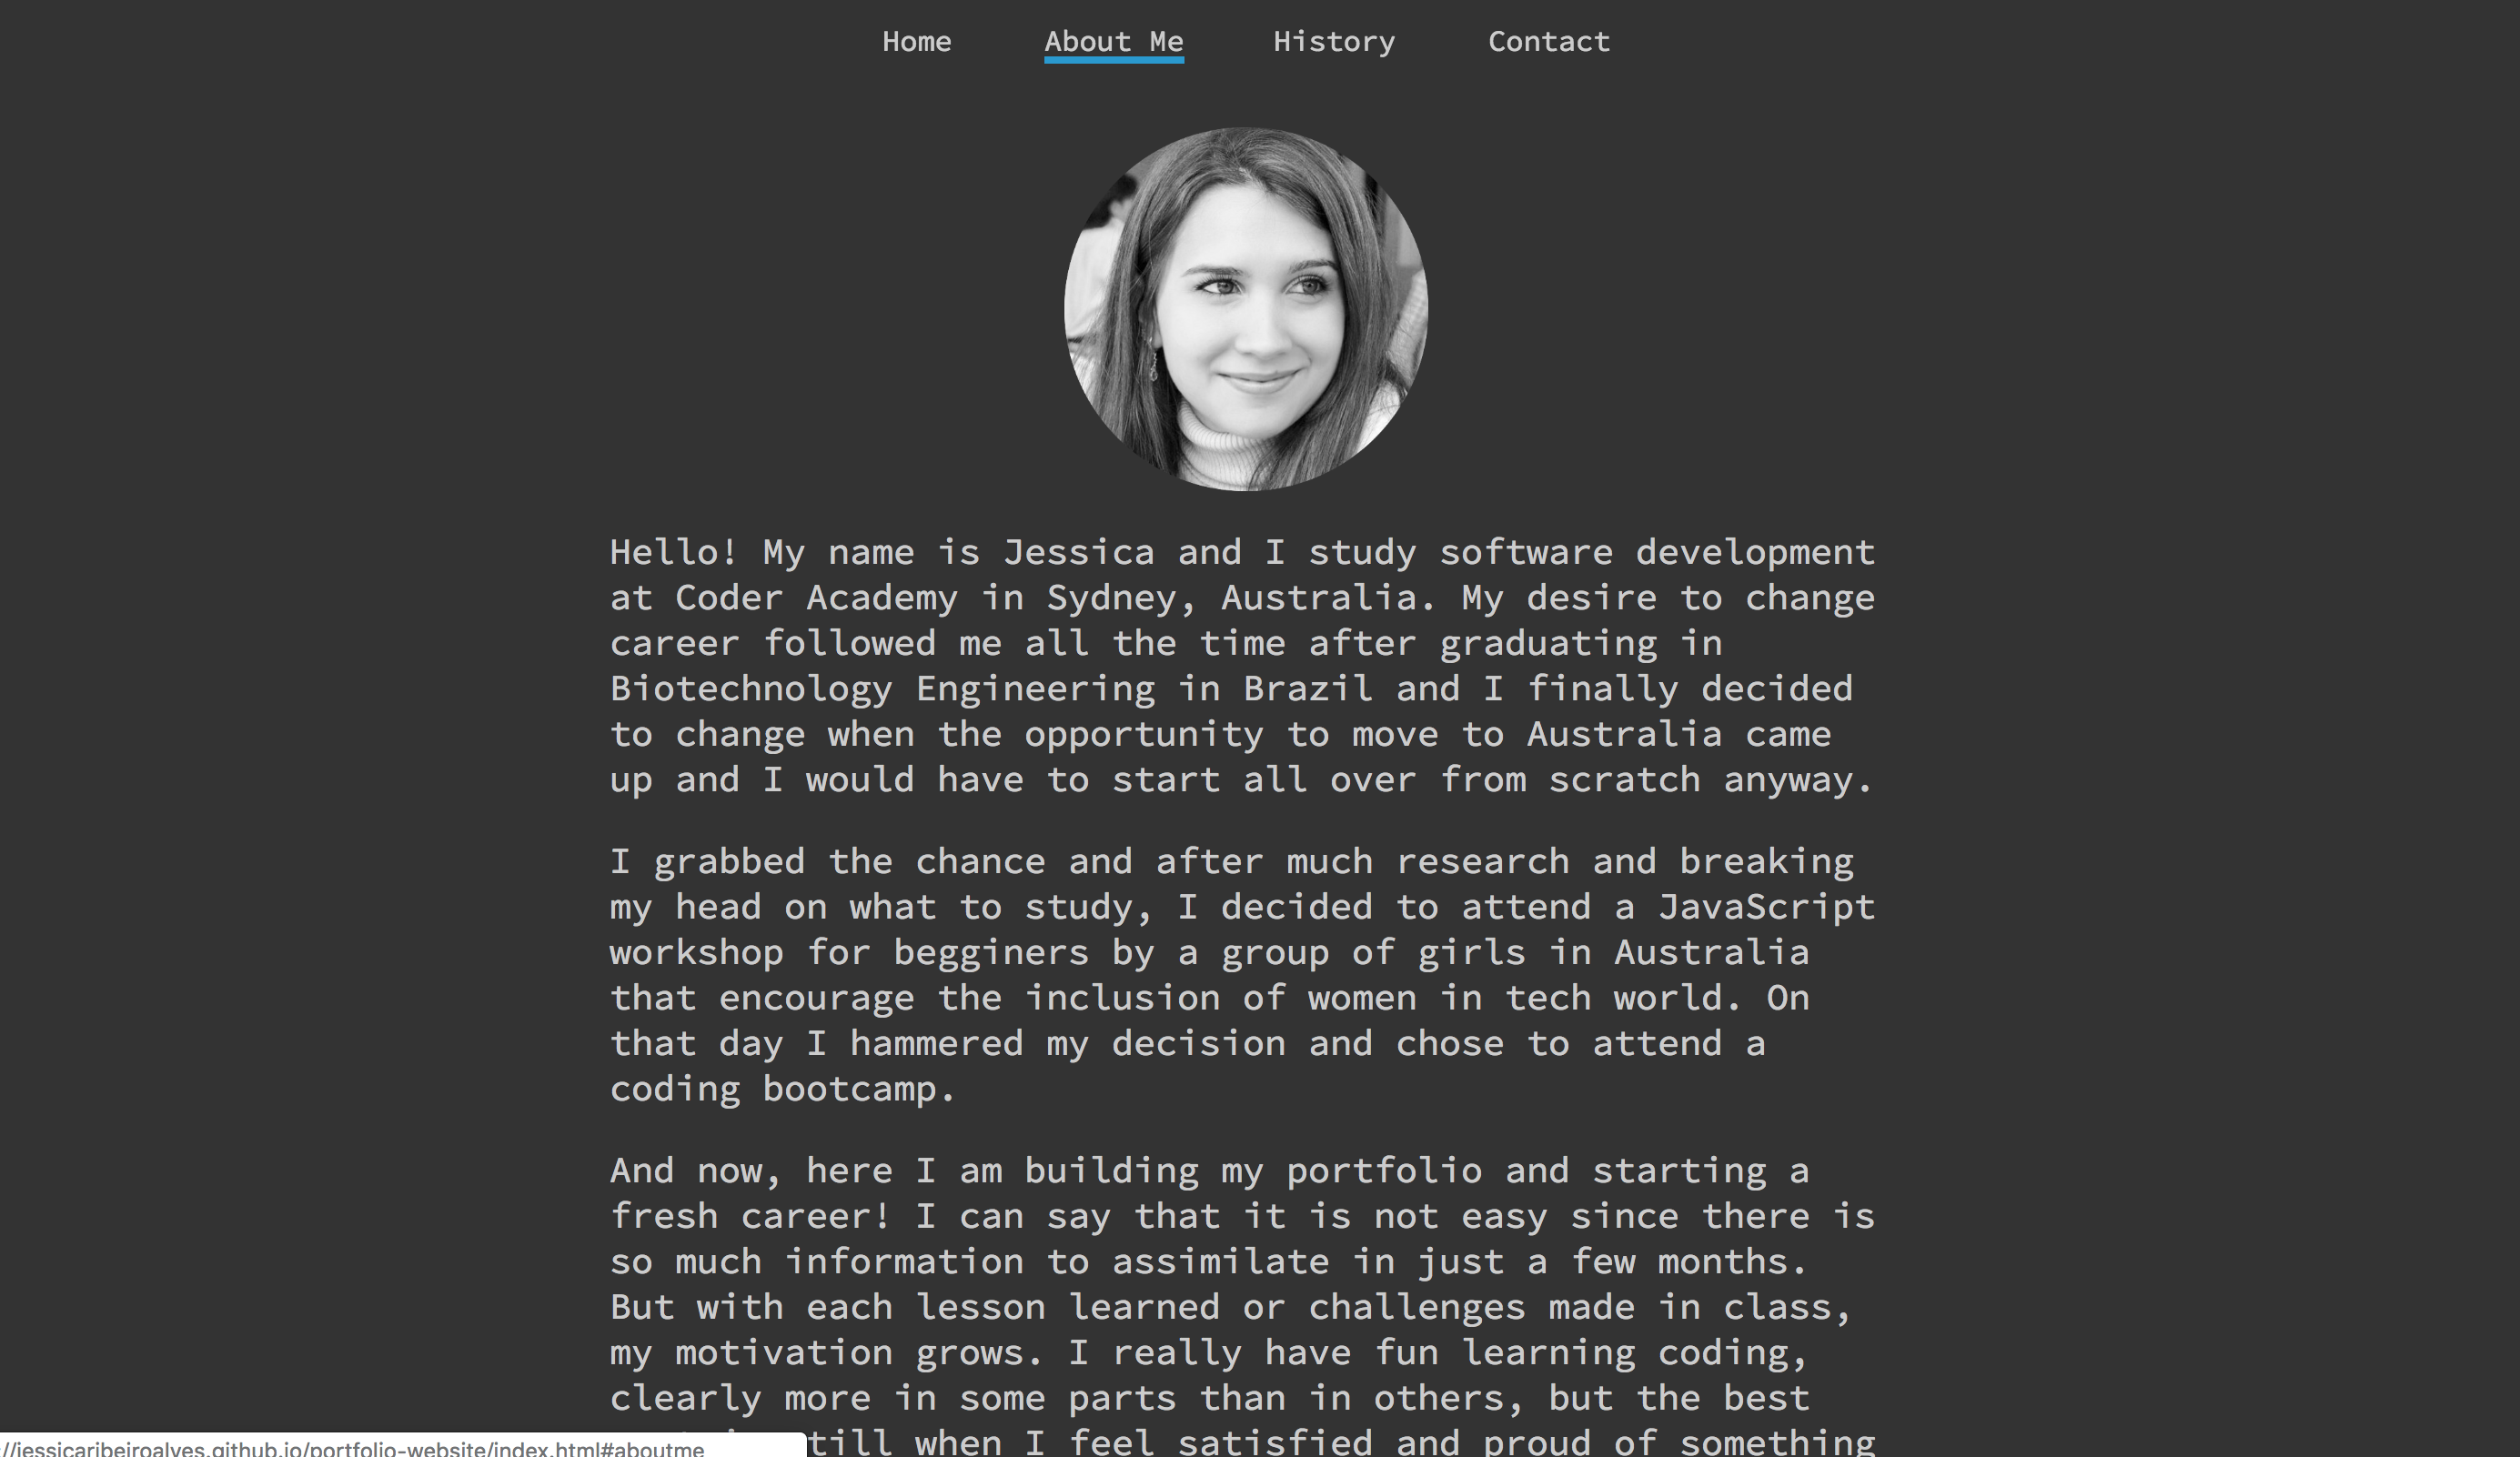 Home About Me History Contact
Hello! My name is Jessica and I study software development
at Coder Academy in Sydney, Australia. My desire to change
career followed me all the time after graduating in
Biotechnology Engineering in Brazil and I finally decided
to change when the opportunity to move to Australia came
up and I would have to start all over from scratch anyway.
I grabbed the chance and after much research and breaking
my head on what to study, I decided to attend a JavaScript
workshop for begginers by a group of girls in Australia
that encourage the inclusion of women in tech world. On
that day I hammered my decision and chose to attend a
coding bootcamp.
And now, here I am building my portfolio and starting a
fresh career! I can say that it is not easy since there is
so much information to assimilate in just a few months.
But with each lesson learned or challenges made in class,
my motivation grows. I really have fun learning coding,
clearly more in some parts than in others, but the best
till when I feel satisfied and proud of something
//jessicaribeiroalves.github.io/portfolio-website/index.html#aboutme